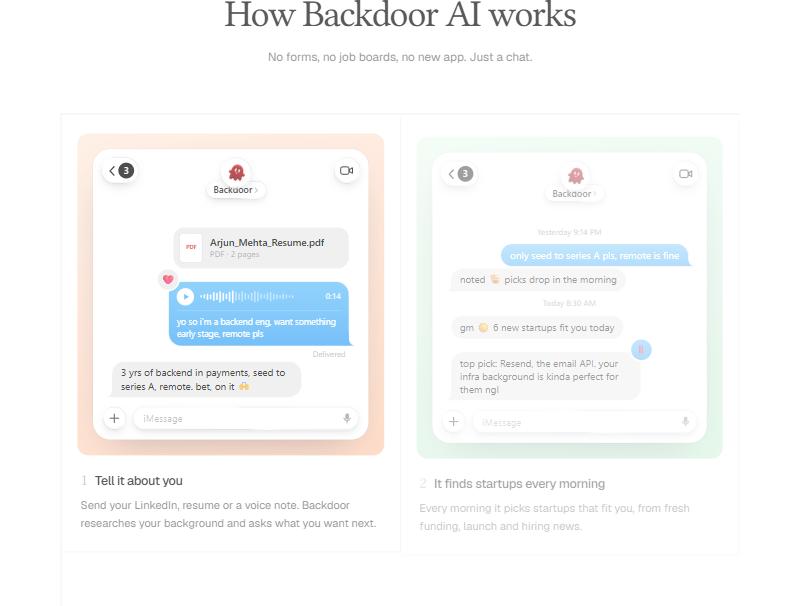 How Backdoor AI works
No forms, no job boards, no new app. Just a chat.
3
Backdoor
PDF
Arjun_Mehta_Resume.pdf
PDF · 2 pages
0:14
yo so i'm a backend eng, want something
early stage, remote pls
Delivered
3 yrs of backend in payments, seed to
series A, remote. bet, on it
iMessage
1 Tell it about you
Send your LinkedIn, resume or a voice note. Backdoor
researches your background and asks what you want next.
3
Backdoor
Yesterday 9:14 PM
only seed to series A pls, remote is fine
noted 🫡 picks drop in the morning
Today 8:30 AM
gm 🌞 6 new startups fit you today
top pick: Resend, the email API. your
infra background is kinda perfect for
them ngl
iMessage
2 It finds startups every morning
Every morning it picks startups that fit you, from fresh
funding, launch and hiring news.